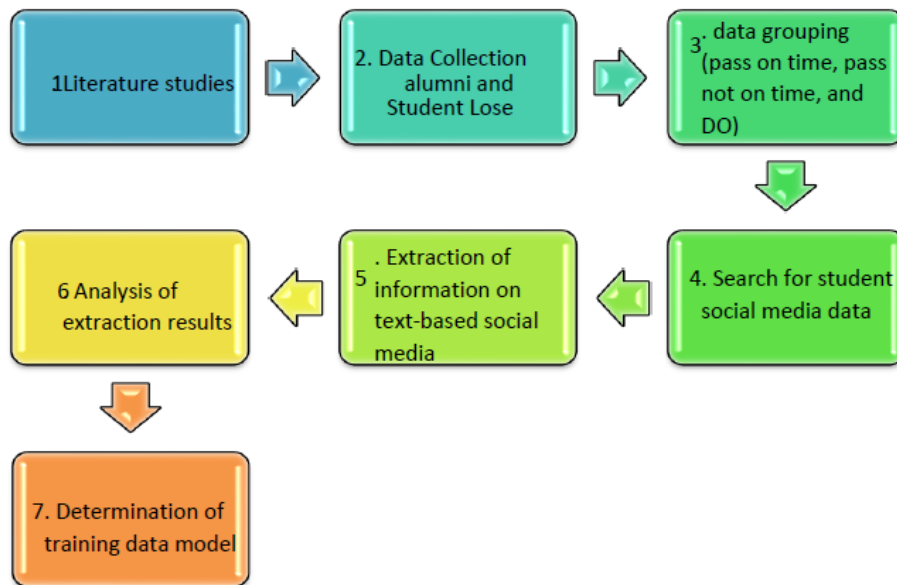 1Literature studies
2. Data Collection
alumni and
Student Lose
3. data grouping
(pass on time, pass
not on time, and
DO)
4. Search for student
social media data
5. Extraction of
information on
text-based social
media
6 Analysis of
extraction results
7. Determination of
training data model